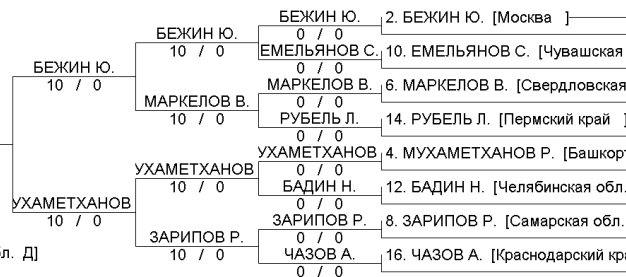 БЕЖИН Ю.
2. БЕЖИН Ю. [Москва ]
БЕЖИН Ю.
0 / 0
10 / 0
ЕМЕЛЬЯНОВ С.
10. ЕМЕЛЬЯНОВ С. [Чувашская
БЕЖИН Ю.
0 / 0
10 / 0
МАРКЕЛОВ В.
6. МАРКЕЛОВ В. [Свердловская
МАРКЕЛОВ В.
0 / 0
10 / 0
РУБЕЛЬ Л.
14. РУБЕЛЬ Л. [Пермский край ]
0 / 0
УХАМЕТХАНОВ
4. МУХАМЕТХАНОВ Р. [Башкорт
УХАМЕТХАНОВ
0 / 0
10 / 0
БАДИН Н.
12. БАДИН Н. [Челябинская обл.
УХАМЕТХАНОВ
0 / 0
10 / 0
ЗАРИПОВ Р.
8. ЗАРИПОВ Р. [Самарская обл.
ЗАРИПОВ Р.
0 / 0
10 / 0
бл. Д]
ЧАЗОВ А.
16. ЧАЗОВ А. [Краснодарский кра
0 / 0